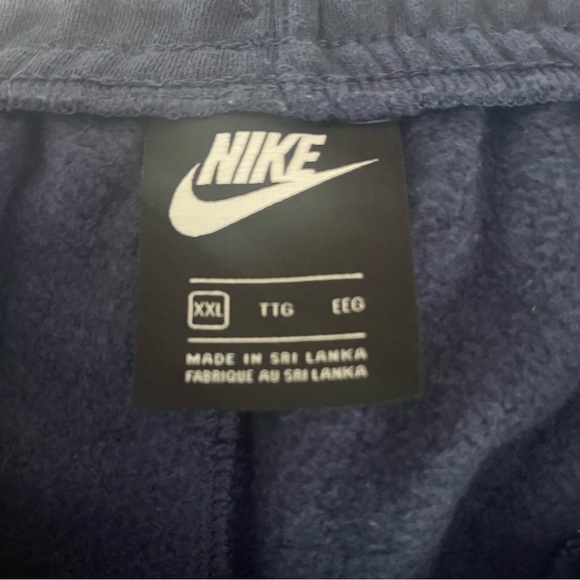 NIKE
XXL TTG EEG
MADE IN SRI LANKA
FABRIQUE AU SRI LANKA